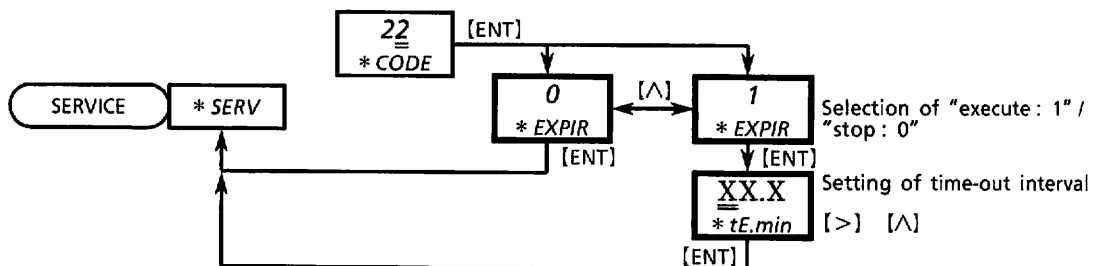 22
* CODE
[ENT]
SERVICE
* SERV
0
* EXPIR
[∧]
1
* EXPIR
Selection of "execute : 1" /
"stop : 0"
[ENT]
[ENT]
XX.X
* tE.min
Setting of time-out interval
[>] [∧]
[ENT]